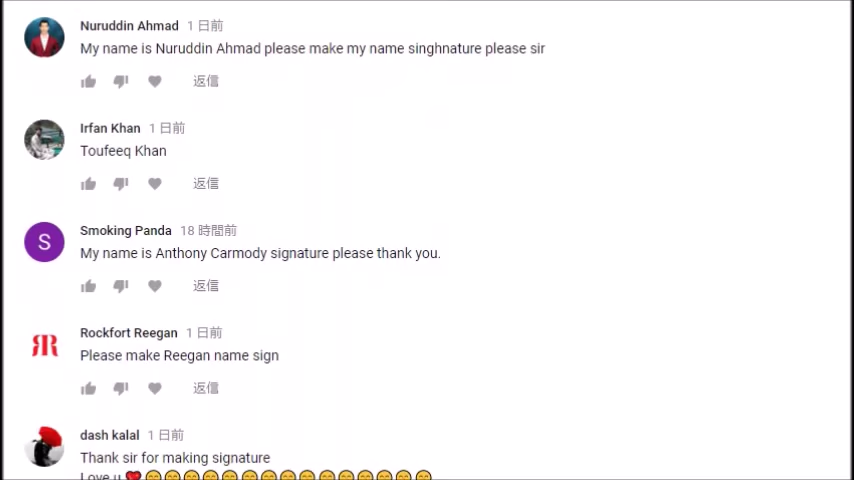 Nuruddin Ahmad 1 日前
My name is Nuruddin Ahmad please make my name singhnature please sir
返信
Irfan Khan 1 日前
Toufeeq Khan
返信
S
Smoking Panda 18 時間前
My name is Anthony Carmody signature please thank you.
返信
RR
Rockfort Reegan 1 日前
Please make Reegan name sign
返信
dash kalal 1 日前
Thank sir for making signature
Love u ❤😊😊😊😊😊😊😊😊😊😊😊😊😊😊😊